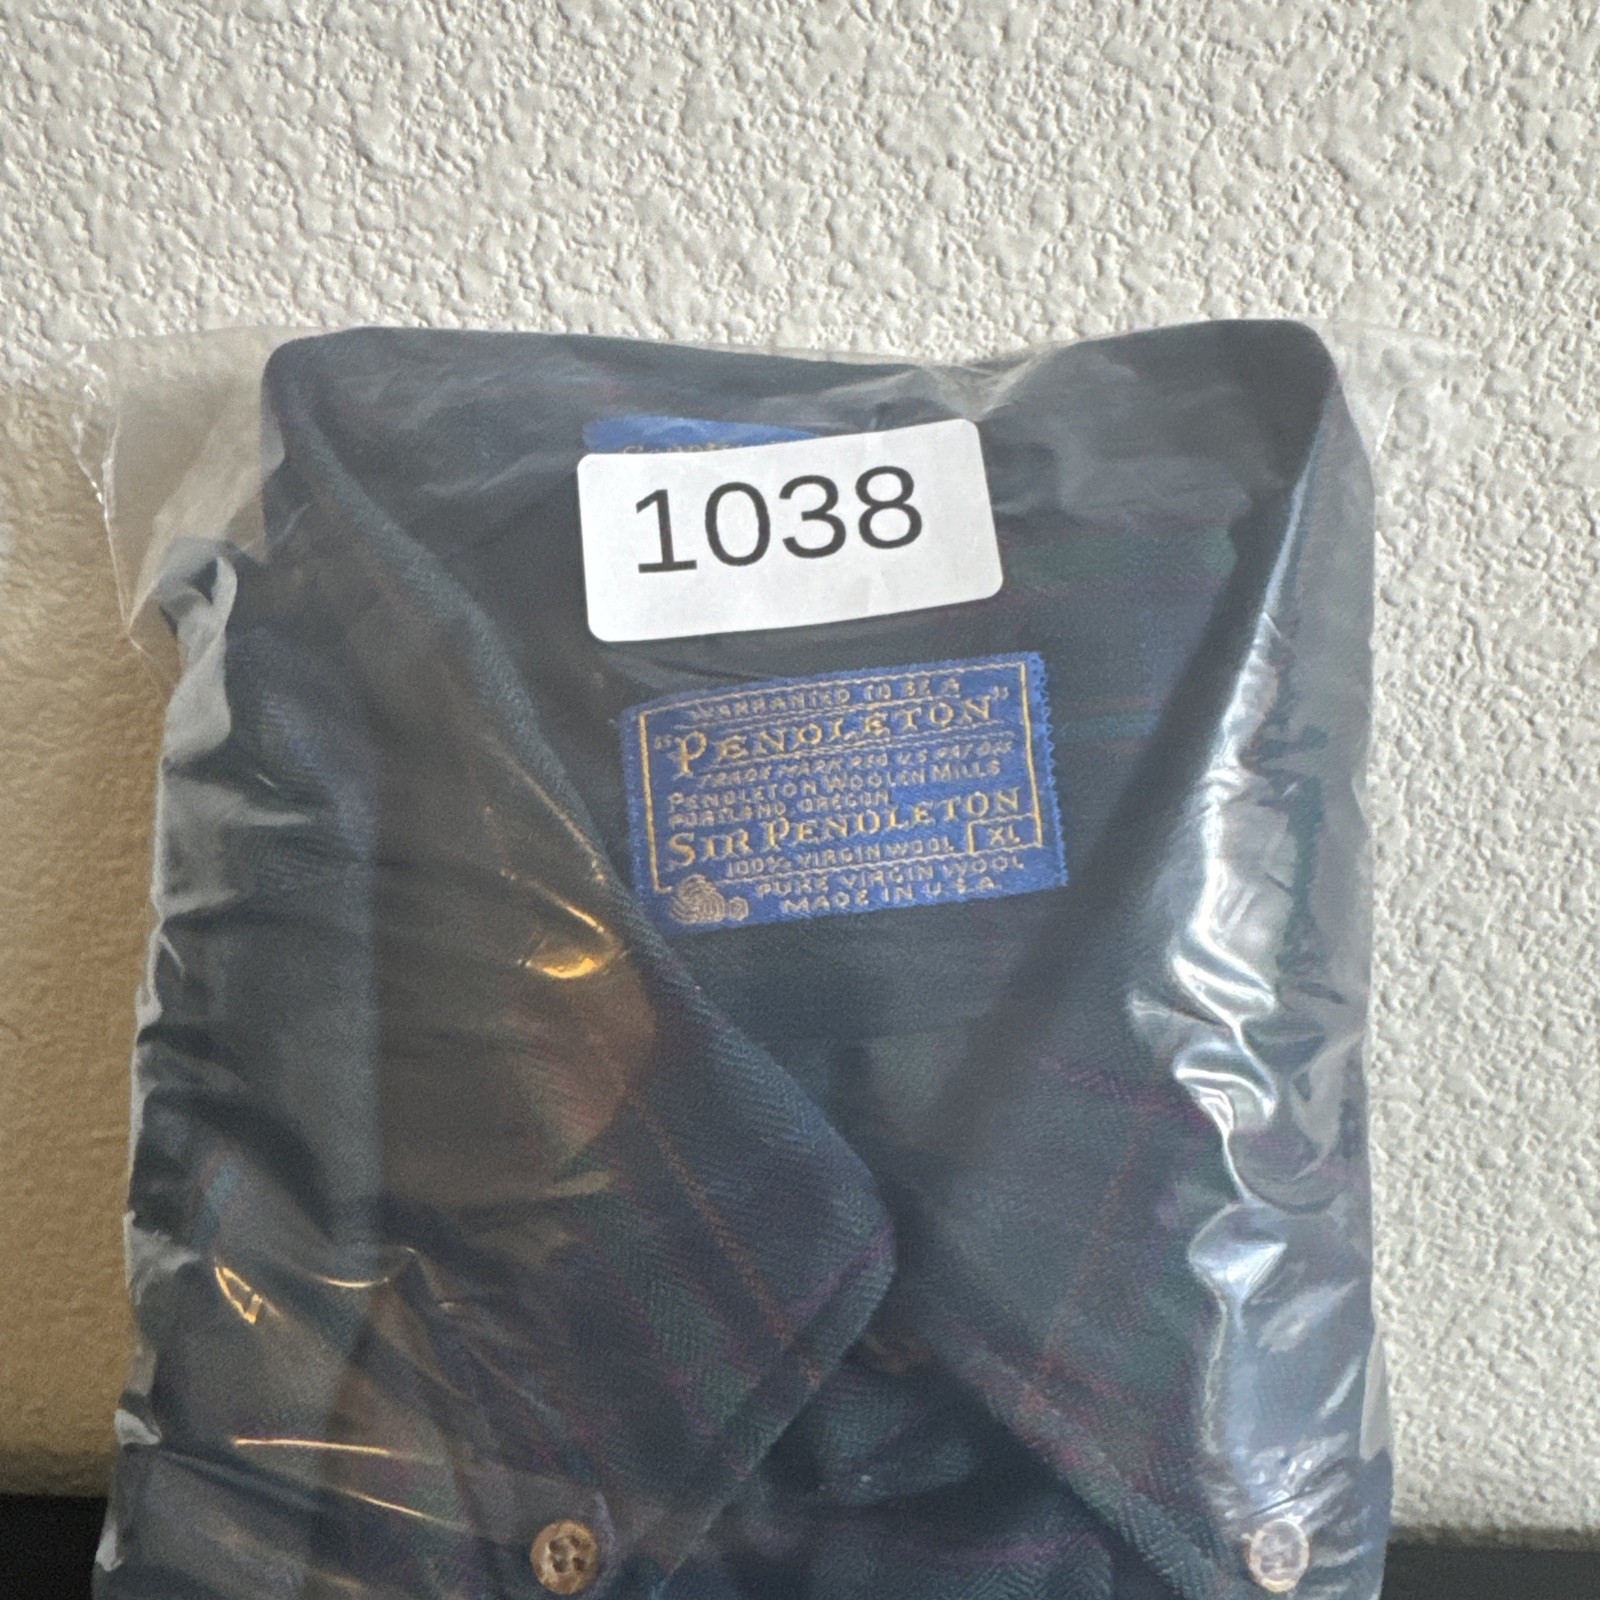 1038
WARRANTED TO BE A
"PENDLETON"
TRADE MARK REG U.S. PAT OFF
PENDLETON WOOLEN MILLS
PORTLAND, OREGON
SIR PENDLETON
100% VIRGIN WOOL XL
PURE VIRGIN WOOL
MADE IN U.S.A.